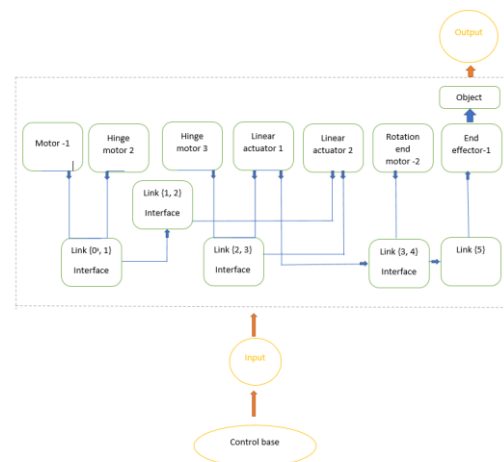 Output
Object
Motor -1
Hinge
motor 2
Hinge
motor 3
Linear
actuator 1
Linear
actuator 2
Rotation
end
motor -2
End
effector-1
Link {1, 2}
Interface
Link {0ⁿ, 1}
Interface
Link {2, 3}
Interface
Link {3, 4}
Interface
Link {5}
Input
Control base